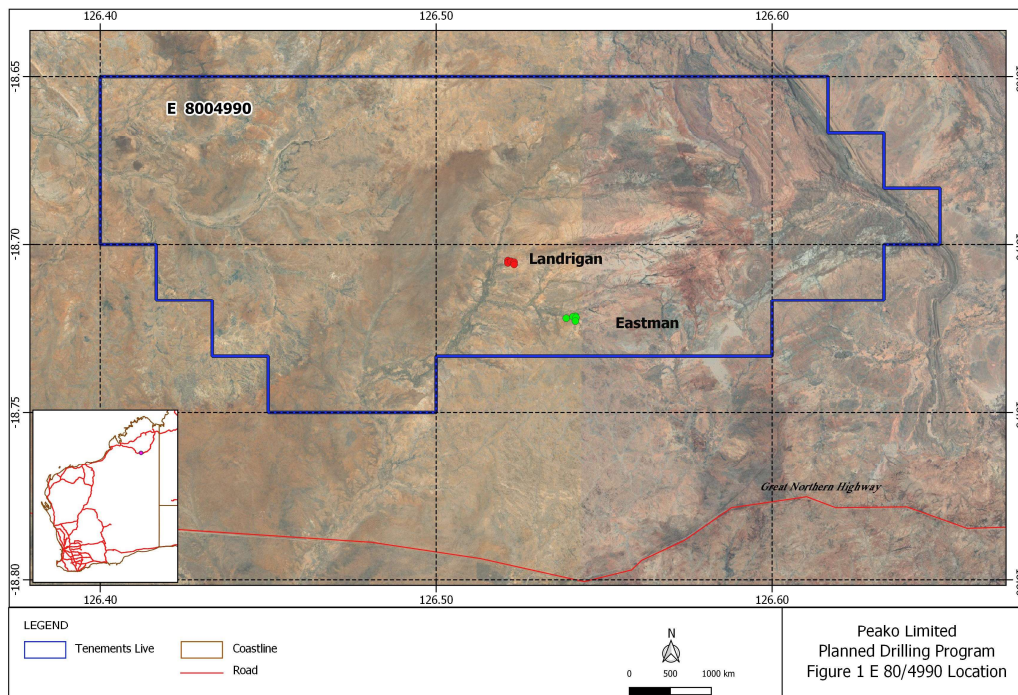 126.40 126.50 126.60
-18.65
E 8004990
-18.70
Landrigan
Eastman
-18.75
Great Northern Highway
-18.80
126.40 126.50 126.60
LEGEND
Tenements Live
Coastline
Road
N
0 500 1000 km
Peako Limited
Planned Drilling Program
Figure 1 E 80/4990 Location